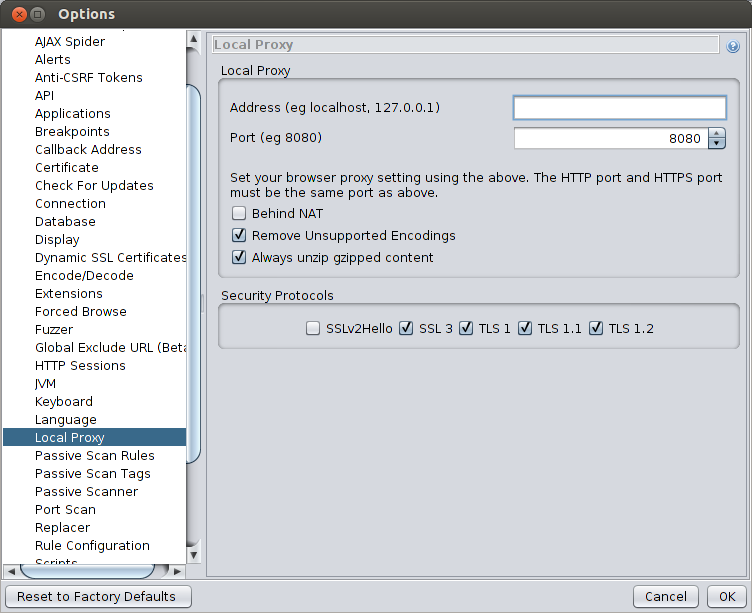 Options
AJAX Spider
Alerts
Anti-CSRF Tokens
API
Applications
Breakpoints
Callback Address
Certificate
Check For Updates
Connection
Database
Display
Dynamic SSL Certificates
Encode/Decode
Extensions
Forced Browse
Fuzzer
Global Exclude URL (Beta
HTTP Sessions
JVM
Keyboard
Language
Local Proxy
Passive Scan Rules
Passive Scan Tags
Passive Scanner
Port Scan
Replacer
Rule Configuration
Scripts
Local Proxy
Local Proxy
Address (eg localhost, 127.0.0.1)
Port (eg 8080)
8080
Set your browser proxy setting using the above. The HTTP port and HTTPS port
must be the same port as above.
Behind NAT
Remove Unsupported Encodings
Always unzip gzipped content
Security Protocols
SSLv2Hello SSL 3 TLS 1 TLS 1.1 TLS 1.2
Reset to Factory Defaults
Cancel
OK